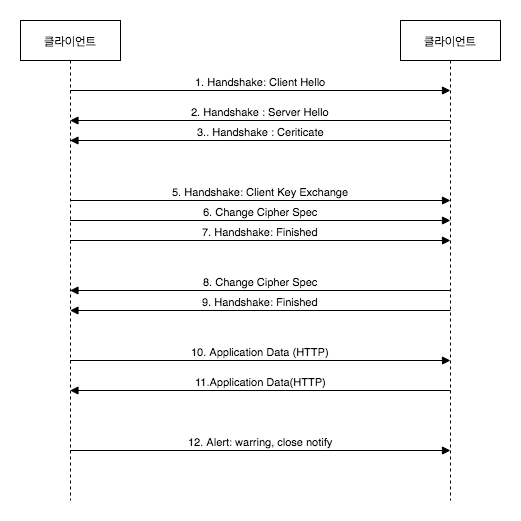 클라이언트
클라이언트
1. Handshake: Client Hello
2. Handshake : Server Hello
3.. Handshake : Ceriticate
5. Handshake: Client Key Exchange
6. Change Cipher Spec
7. Handshake: Finished
8. Change Cipher Spec
9. Handshake: Finished
10. Application Data (HTTP)
11.Application Data(HTTP)
12. Alert: warring, close notify